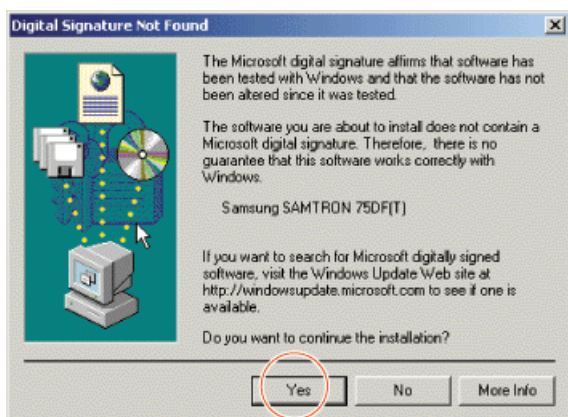 Digital Signature Not Found
The Microsoft digital signature affirms that software has
been tested with Windows and that the software has not
been altered since it was tested.
The software you are about to install does not contain a
Microsoft digital signature. Therefore, there is no
guarantee that this software works correctly with
Windows.
Samsung SAMTRON 75DF(T)
If you want to search for Microsoft digitally signed
software, visit the Windows Update Web site at
http://windowsupdate.microsoft.com to see if one is
available.
Do you want to continue the installation?
Yes No More Info